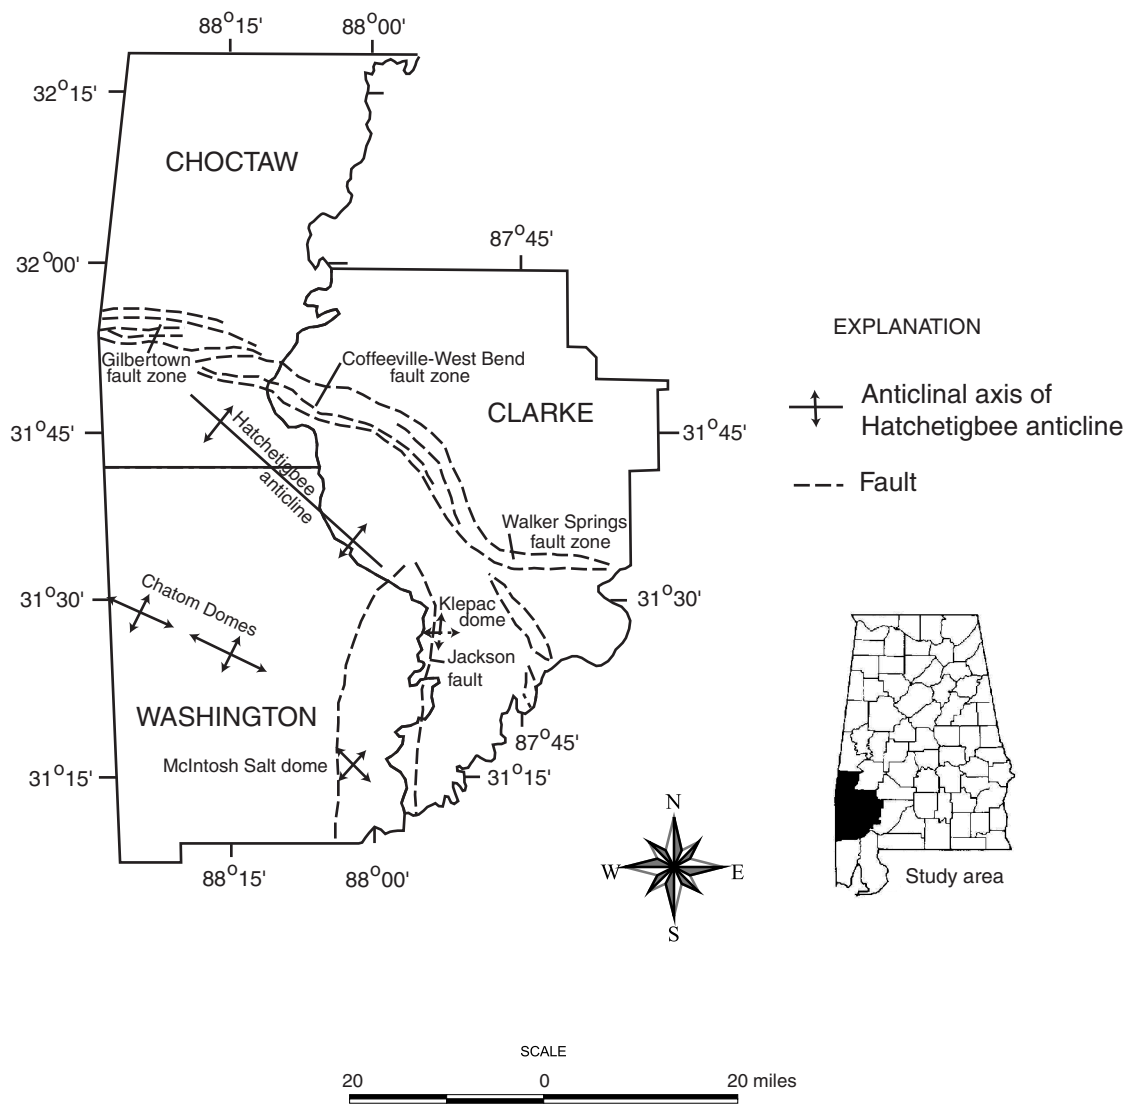 88°15' 88°00'
32°15'
CHOCTAW
87°45'
32°00'
EXPLANATION
Gilbertown
fault zone
Coffeeville-West Bend
fault zone
Anticlinal axis of
Hatchetigbee anticline
CLARKE
31°45'
31°45'
Hatchetigbee
anticline
Fault
Walker Springs
fault zone
Chatom Domes
31°30'
31°30'
Klepac
dome
Jackson
fault
WASHINGTON
87°45'
McIntosh Salt dome
31°15'
31°15'
88°15' 88°00'
N
W E
S
Study area
SCALE
20 0 20 miles